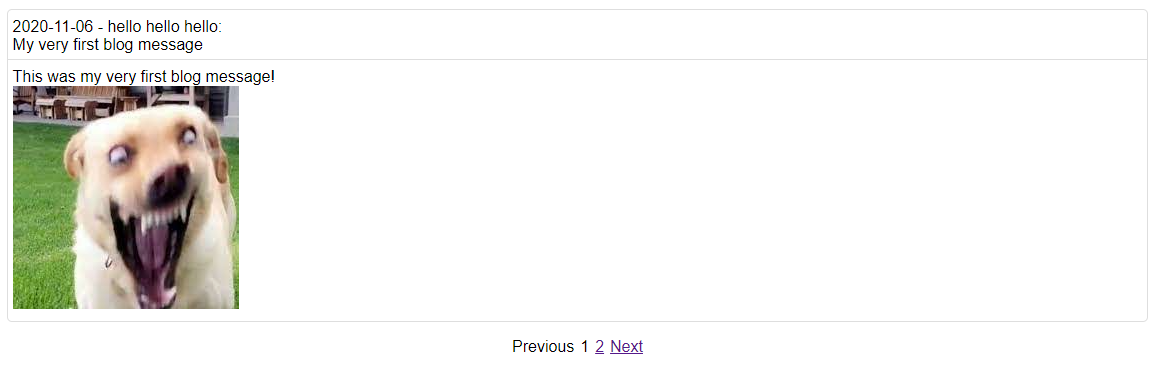 2020-11-06 - hello hello hello:
My very first blog message
This was my very first blog message!
Previous 1 2 Next